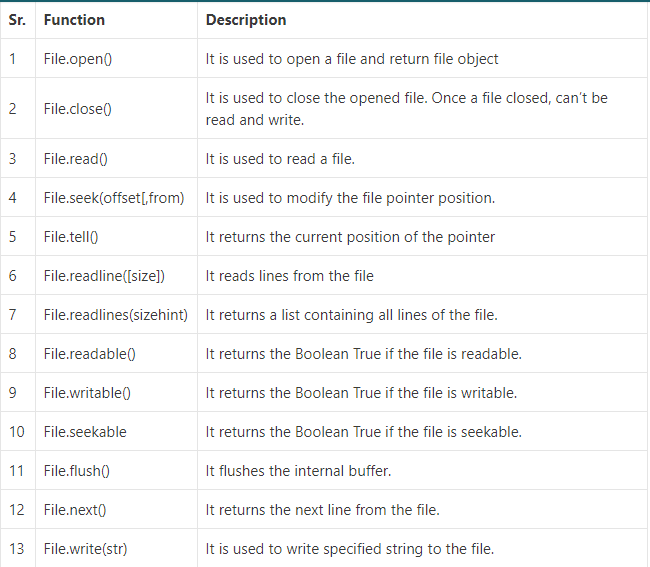 Sr. Function Description
1 File.open() It is used to open a file and return file object
2 File.close() It is used to close the opened file. Once a file closed, can’t be
read and write.
3 File.read() It is used to read a file.
4 File.seek(offset[,from) It is used to modify the file pointer position.
5 File.tell() It returns the current position of the pointer
6 File.readline([size]) It reads lines from the file
7 File.readlines(sizehint) It returns a list containing all lines of the file.
8 File.readable() It returns the Boolean True if the file is readable.
9 File.writable() It returns the Boolean True if the file is writable.
10 File.seekable It returns the Boolean True if the file is seekable.
11 File.flush() It flushes the internal buffer.
12 File.next() It returns the next line from the file.
13 File.write(str) It is used to write specified string to the file.